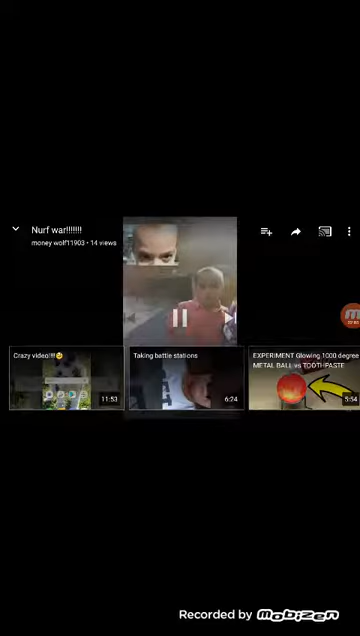 Nurf war!!!!!!!
money wolf11903 • 14 views
Crazy video!!!!🤕
11:53
Taking battle stations
6:24
EXPERIMENT Glowing 1000 degree
METAL BALL vs TOOTHPASTE
5:54
Recorded by Mobizen